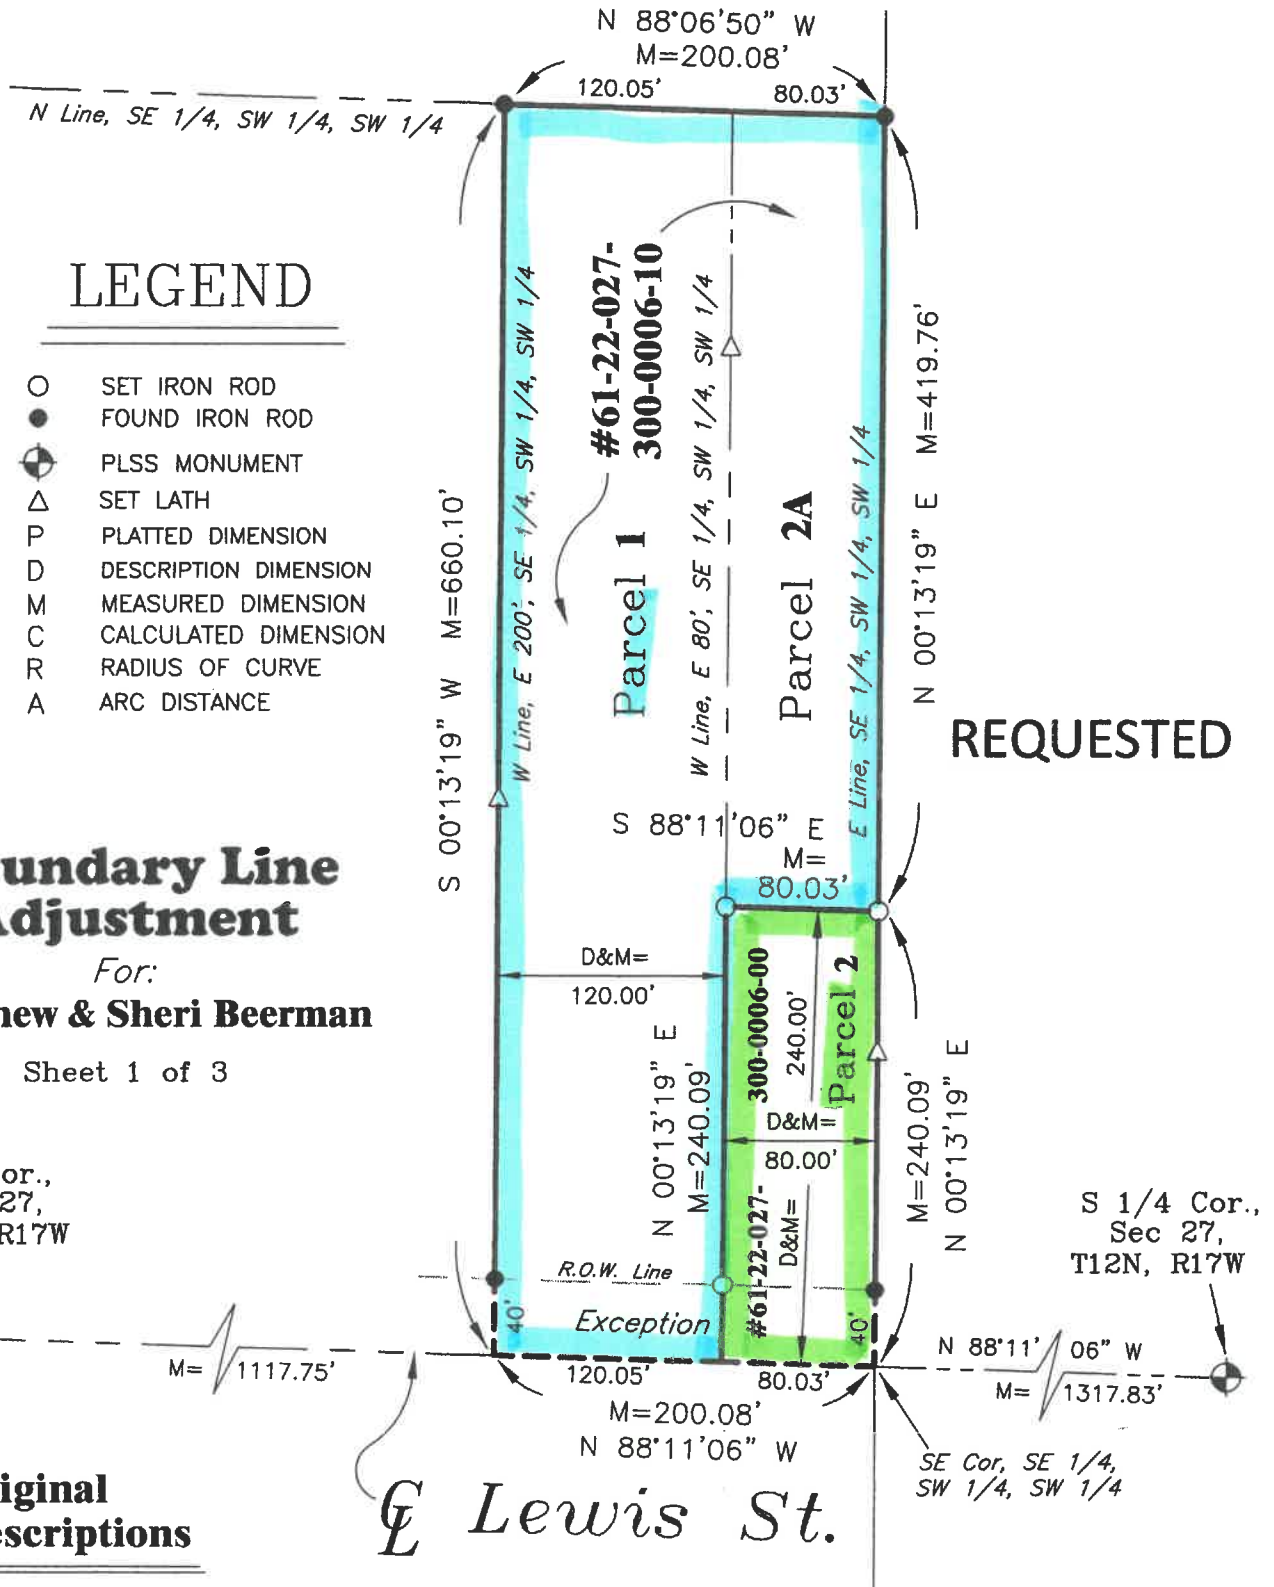 N 88°06'50" W
M=200.08'
120.05' 80.03'
N Line, SE 1/4, SW 1/4, SW 1/4
LEGEND
SET IRON ROD
FOUND IRON ROD
PLSS MONUMENT
SET LATH
P PLATTED DIMENSION
D DESCRIPTION DIMENSION
M MEASURED DIMENSION
C CALCULATED DIMENSION
R RADIUS OF CURVE
A ARC DISTANCE
S 00°13'19" W M=660.10'
W Line, E 200', SE 1/4, SW 1/4, SW 1/4
#61-22-027-
300-0006-10
Parcel 1
W Line, E 80', SE 1/4, SW 1/4, SW 1/4
Parcel 2A
E Line, SE 1/4, SW 1/4, SW 1/4
N 00°13'19" E M=419.76'
REQUESTED
S 88°11'06" E
M=
80.03'
undary Line
Adjustment
For:
new & Sheri Beerman
Sheet 1 of 3
D&M=
120.00'
N 00°13'19" E
M=240.09'
#61-22-027-
300-0006-00
D&M=
240.00'
Parcel 2
D&M=
80.00'
M=240.09'
N 00°13'19" E
or.,
27,
R17W
S 1/4 Cor.,
Sec 27,
T12N, R17W
R.O.W. Line
40' Exception 40'
M= 1117.75'
120.05' 80.03'
M=200.08'
N 88°11'06" W
N 88°11' 06" W
M= 1317.83'
SE Cor, SE 1/4,
SW 1/4, SW 1/4
CL Lewis St.
iginal
escriptions